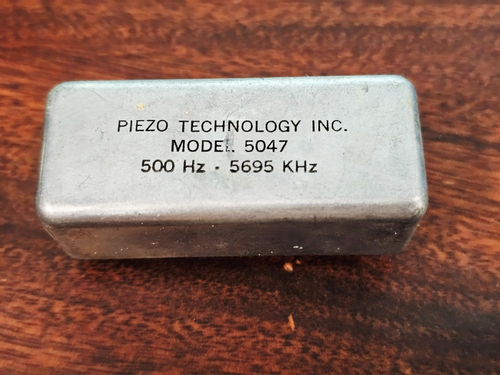 PIEZO TECHNOLOGY INC.
MODEL 5047
500 Hz - 5695 KHz